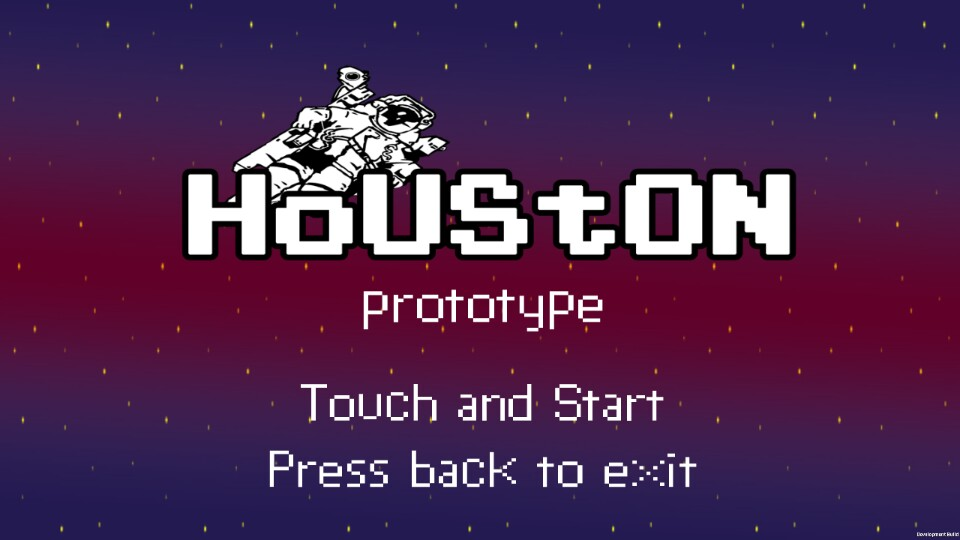 HoUStON
prototype
Touch and Start
Press back to exit
Development Build